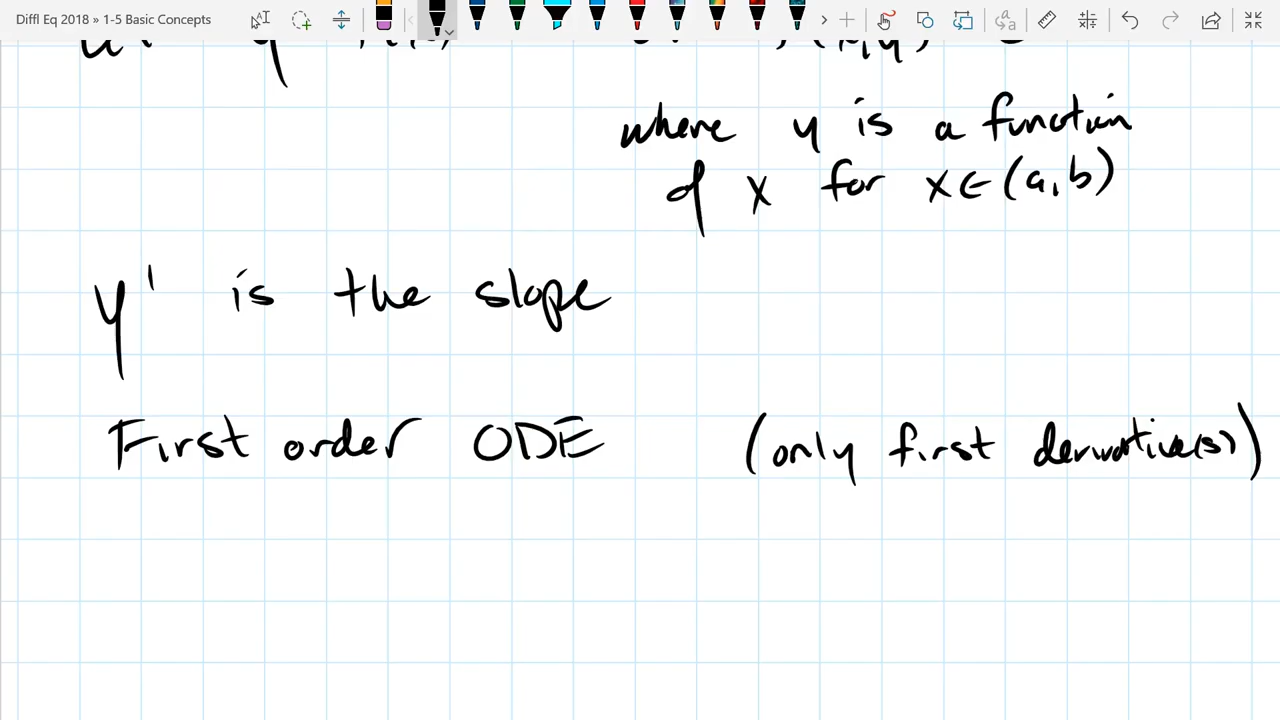 Diffl Eq 2018 » 1-5 Basic Concepts
where y is a function
of x for x∈(a,b)
y' is the slope
First order ODE (only first derivative(s))